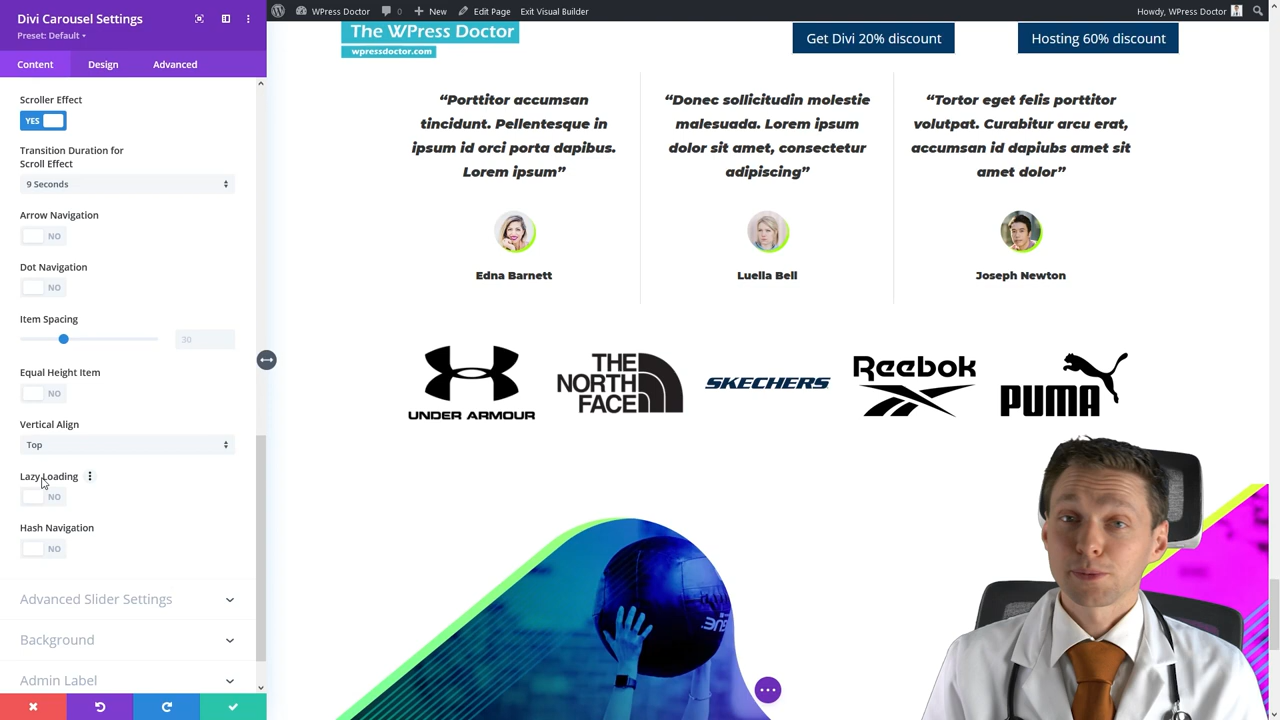 Divi Carousel Settings
Preset: Default
Content
Design
Advanced
Scroller Effect
YES
Transition Duration for
Scroll Effect
9 Seconds
Arrow Navigation
NO
Dot Navigation
NO
Item Spacing
30
Equal Height Item
NO
Vertical Align
Top
Lazy Loading
NO
Hash Navigation
NO
Advanced Slider Settings
Background
Admin Label
WPress Doctor
0
New
Edit Page
Exit Visual Builder
Howdy, WPress Doctor
The WPress Doctor
wpressdoctor.com
Get Divi 20% discount
Hosting 60% discount
“Porttitor accumsan
tincidunt. Pellentesque in
ipsum id orci porta dapibus.
Lorem ipsum”
Edna Barnett
“Donec sollicitudin molestie
malesuada. Lorem ipsum
dolor sit amet, consectetur
adipiscing”
Luella Bell
“Tortor eget felis porttitor
volutpat. Curabitur arcu erat,
accumsan id dapiubs amet sit
amet dolor”
Joseph Newton
UNDER ARMOUR
THE
NORTH
FACE
SKECHERS
Reebok
PUMA